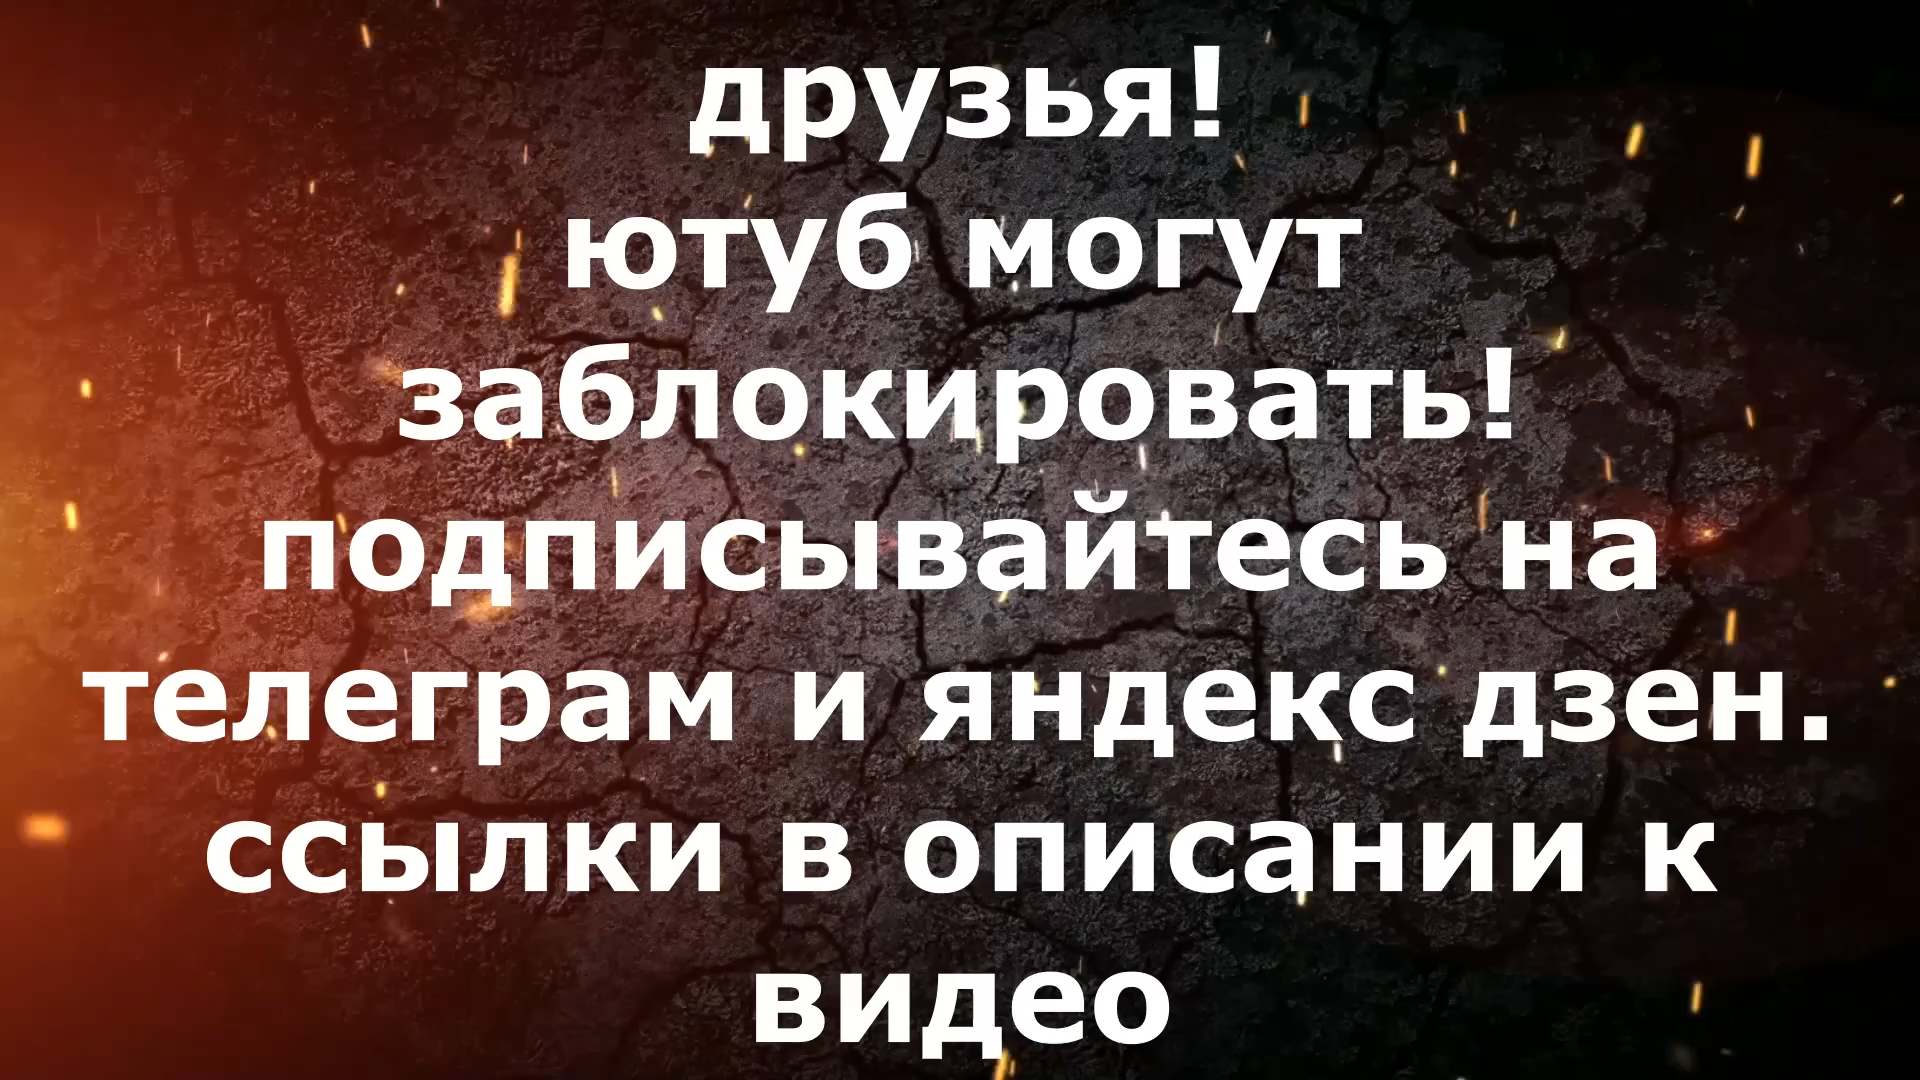 друзья!
ютуб могут
заблокировать!
подписывайтесь на
телеграм и яндекс дзен.
ссылки в описании к
видео